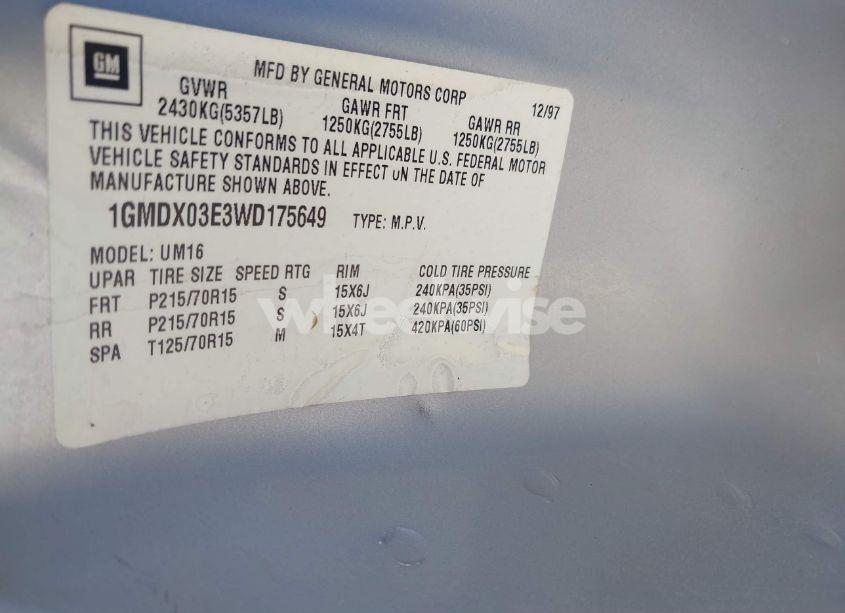 GM
MFD BY GENERAL MOTORS CORP 12/97
GVWR GAWR FRT GAWR RR
2430KG(5357LB) 1250KG(2755LB) 1250KG(2755LB)
THIS VEHICLE CONFORMS TO ALL APPLICABLE U.S. FEDERAL MOTOR
VEHICLE SAFETY STANDARDS IN EFFECT ON THE DATE OF
MANUFACTURE SHOWN ABOVE.
1GMDX03E3WD175649 TYPE: M.P.V.
MODEL: UM16
UPAR TIRE SIZE SPEED RTG RIM COLD TIRE PRESSURE
FRT P215/70R15 S 15X6J 240KPA(35PSI)
RR P215/70R15 S 15X6J 240KPA(35PSI)
SPA T125/70R15 M 15X4T 420KPA(60PSI)
wheelwise